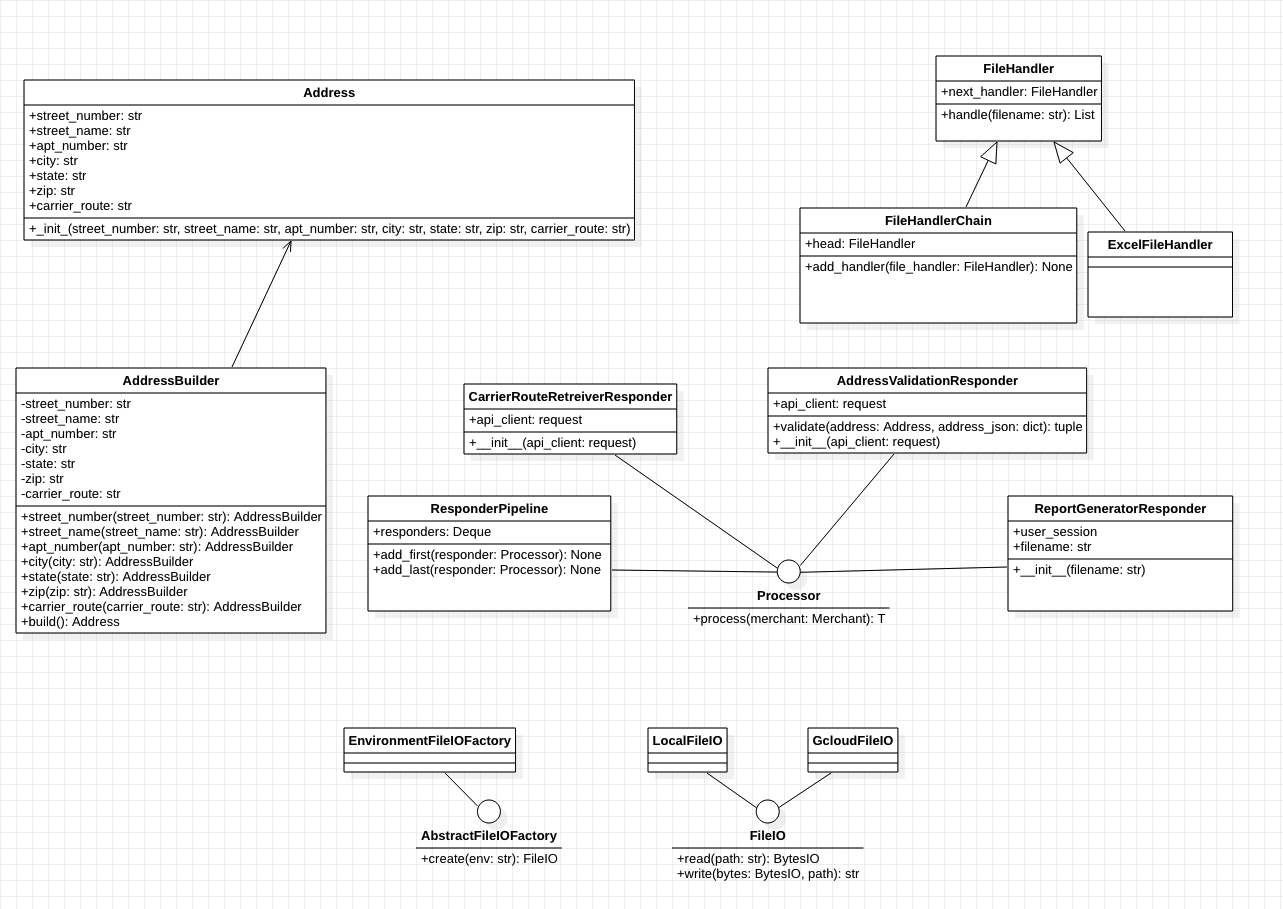 Address
+street_number: str
+street_name: str
+apt_number: str
+city: str
+state: str
+zip: str
+carrier_route: str
+_init_(street_number: str, street_name: str, apt_number: str, city: str, state: str, zip: str, carrier_route: str)
FileHandler
+next_handler: FileHandler
+handle(filename: str): List
FileHandlerChain
+head: FileHandler
+add_handler(file_handler: FileHandler): None
ExcelFileHandler
AddressBuilder
-street_number: str
-street_name: str
-apt_number: str
-city: str
-state: str
-zip: str
-carrier_route: str
+street_number(street_number: str): AddressBuilder
+street_name(street_name: str): AddressBuilder
+apt_number(apt_number: str): AddressBuilder
+city(city: str): AddressBuilder
+state(state: str): AddressBuilder
+zip(zip: str): AddressBuilder
+carrier_route(carrier_route: str): AddressBuilder
+build(): Address
CarrierRouteRetreiverResponder
+api_client: request
+__init__(api_client: request)
AddressValidationResponder
+api_client: request
+validate(address: Address, address_json: dict): tuple
+__init__(api_client: request)
ResponderPipeline
+responders: Deque
+add_first(responder: Processor): None
+add_last(responder: Processor): None
ReportGeneratorResponder
+user_session
+filename: str
+__init__(filename: str)
Processor
+process(merchant: Merchant): T
EnvironmentFileIOFactory
LocalFileIO
GcloudFileIO
AbstractFileIOFactory
+create(env: str): FileIO
FileIO
+read(path: str): BytesIO
+write(bytes: BytesIO, path): str